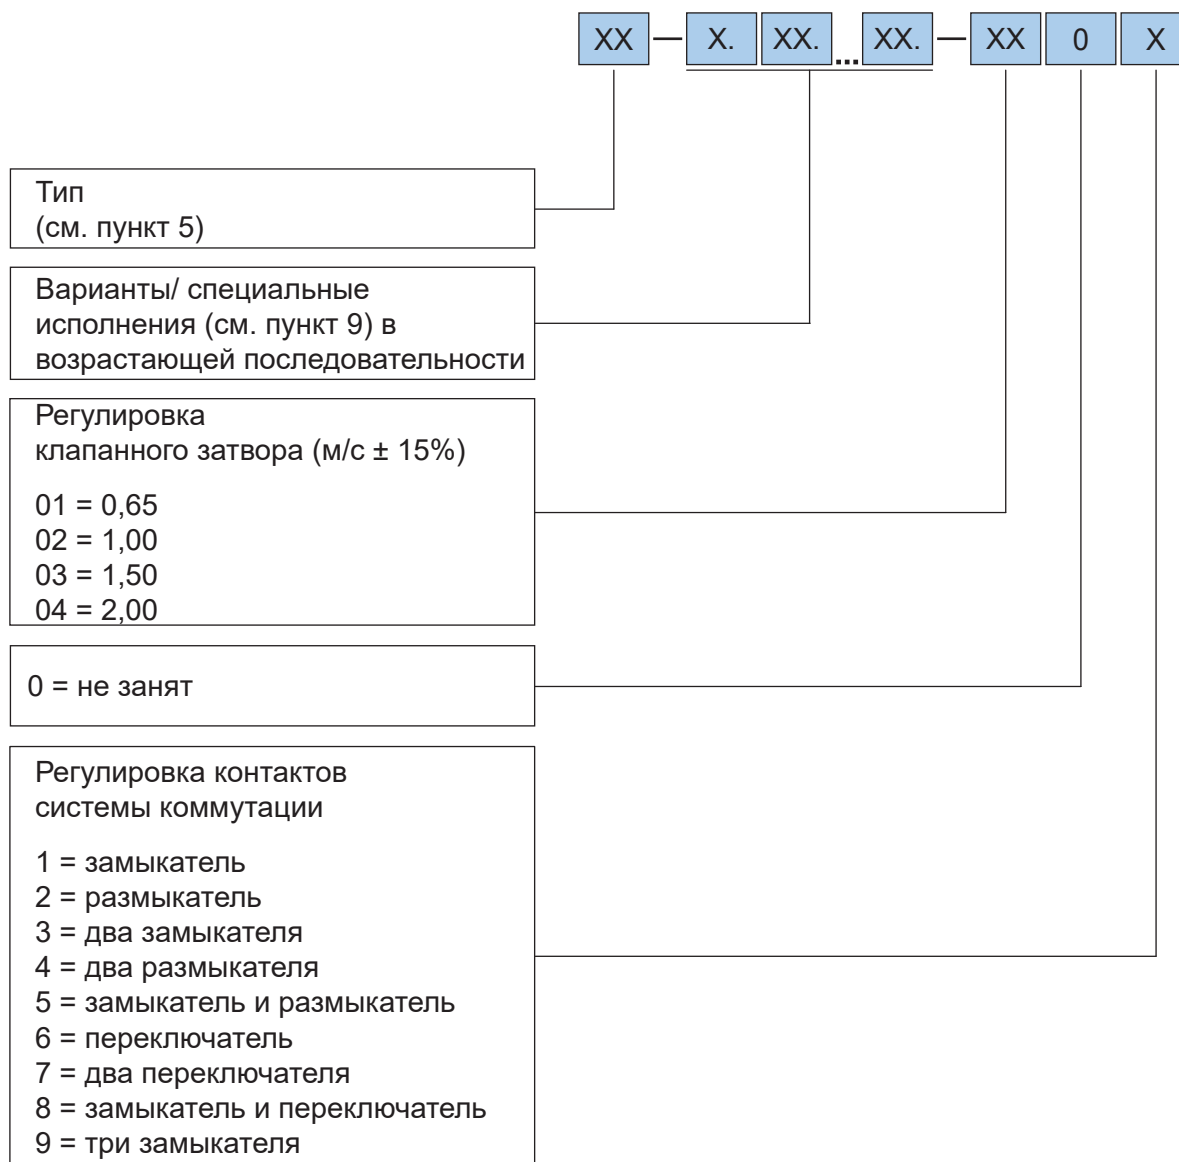 XX — X. XX. ... XX. — XX 0 X
Тип
(см. пункт 5)
Варианты/ специальные
исполнения (см. пункт 9) в
возрастающей последовательности
Регулировка
клапанного затвора (м/с ± 15%)
01 = 0,65
02 = 1,00
03 = 1,50
04 = 2,00
0 = не занят
Регулировка контактов
системы коммутации
1 = замыкатель
2 = размыкатель
3 = два замыкателя
4 = два размыкателя
5 = замыкатель и размыкатель
6 = переключатель
7 = два переключателя
8 = замыкатель и переключатель
9 = три замыкателя